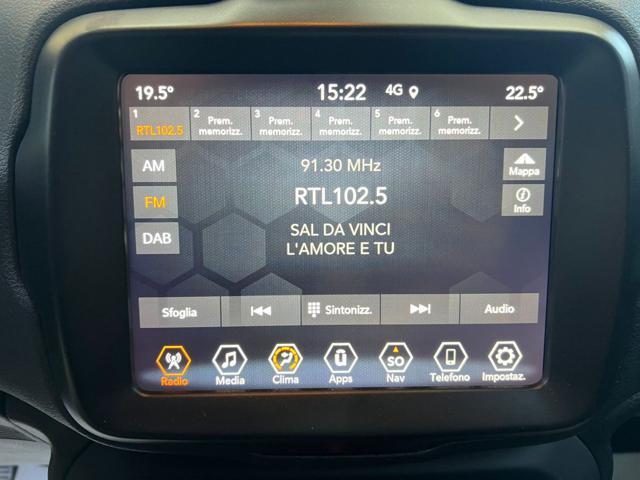 19.5° 15:22 4G 22.5°
1 RTL102.5
2 Prem. memorizz.
3 Prem. memorizz.
4 Prem. memorizz.
5 Prem. memorizz.
6 Prem. memorizz.
AM
91.30 MHz
Mappa
FM
RTL102.5
Info
DAB
SAL DA VINCI
L'AMORE E TU
Sfoglia
Sintonizz.
Audio
SO
Radio
Media
Clima
Apps
Nav
Telefono
Impostaz.